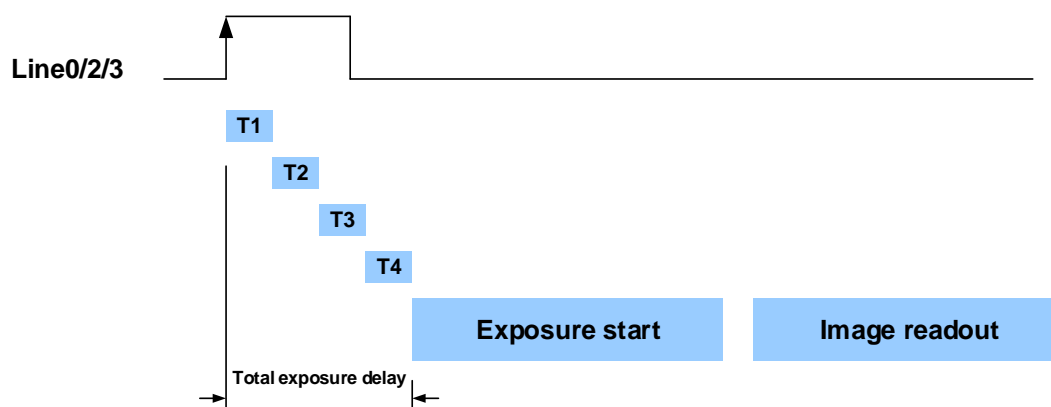 Line0/2/3
T1
T2
T3
T4
Exposure start
Image readout
Total exposure delay